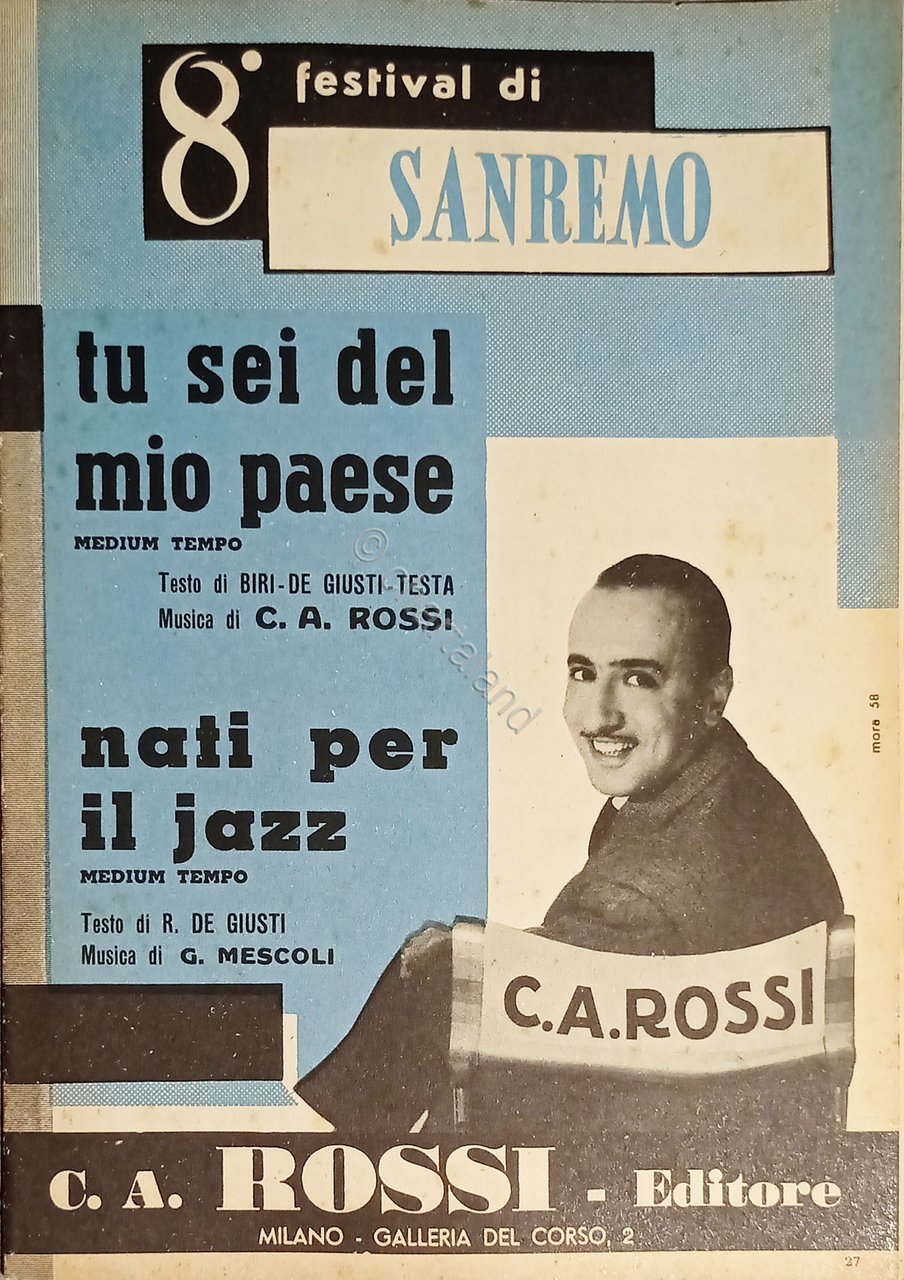 8° festival di
SANREMO
tu sei del
mio paese
MEDIUM TEMPO
Testo di BIRI-DE GIUSTI-TESTA
Musica di C. A. ROSSI
nati per
il jazz
MEDIUM TEMPO
Testo di R. DE GIUSTI
Musica di G. MESCOLI
mora 58
C.A.ROSSI
C. A. ROSSI - Editore
MILANO - GALLERIA DEL CORSO, 2
27